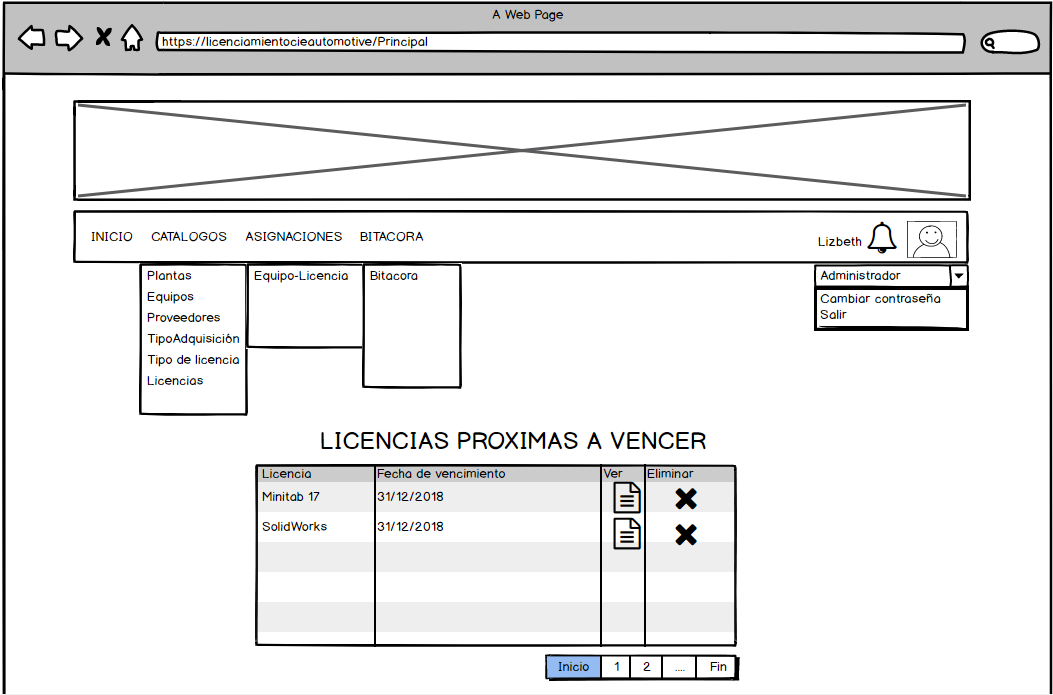 A Web Page
https://licenciamientocieautomotive/Principal
INICIO CATALOGOS ASIGNACIONES BITACORA
Lizbeth
Plantas
Equipos
Proveedores
TipoAdquisición
Tipo de licencia
Licencias
Equipo-Licencia
Bitacora
Administrador
Cambiar contraseña
Salir
LICENCIAS PROXIMAS A VENCER
Licencia Fecha de vencimiento Ver Eliminar
Minitab 17 31/12/2018
SolidWorks 31/12/2018
Inicio 1 2 .... Fin